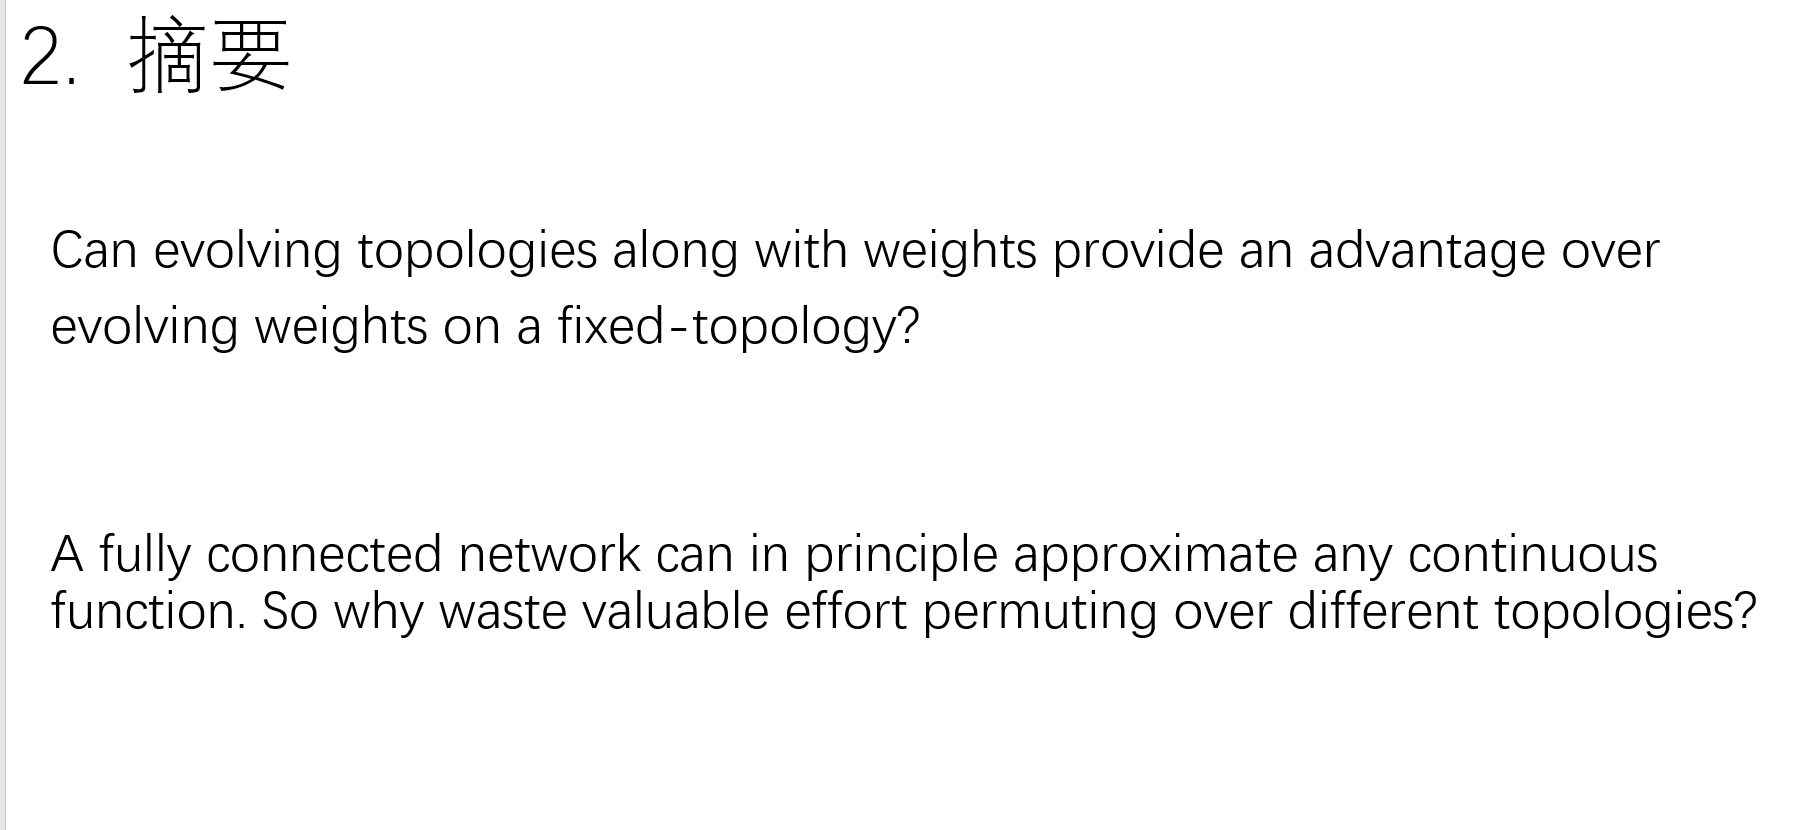 2. 摘要
Can evolving topologies along with weights provide an advantage over
evolving weights on a fixed-topology?
A fully connected network can in principle approximate any continuous
function. So why waste valuable effort permuting over different topologies?